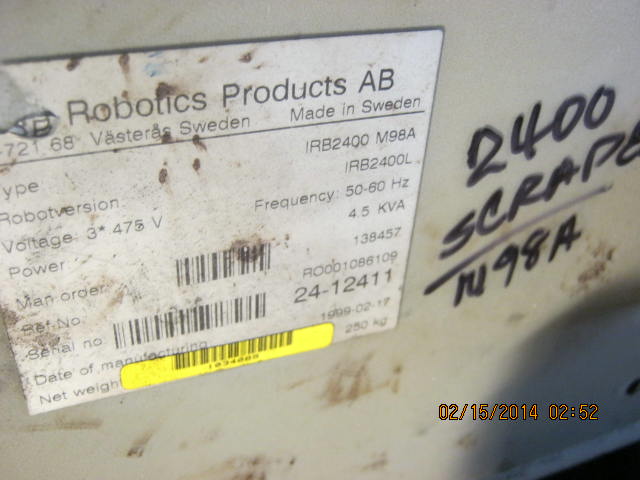 Robotics Products AB
-721 68 Västerås Sweden Made in Sweden
Type IRB2400 M98A
Robotversion IRB2400L
Voltage: 3* 475 V Frequency: 50-60 Hz
Power 4.5 KVA
Man.order 138457
Ref.No. RO001086109
Serial no 24-12411
Date of manufacturing 1999-02-17
Net weight 250 kg
2400
SCRAPE
M98A
02/15/2014 02:52